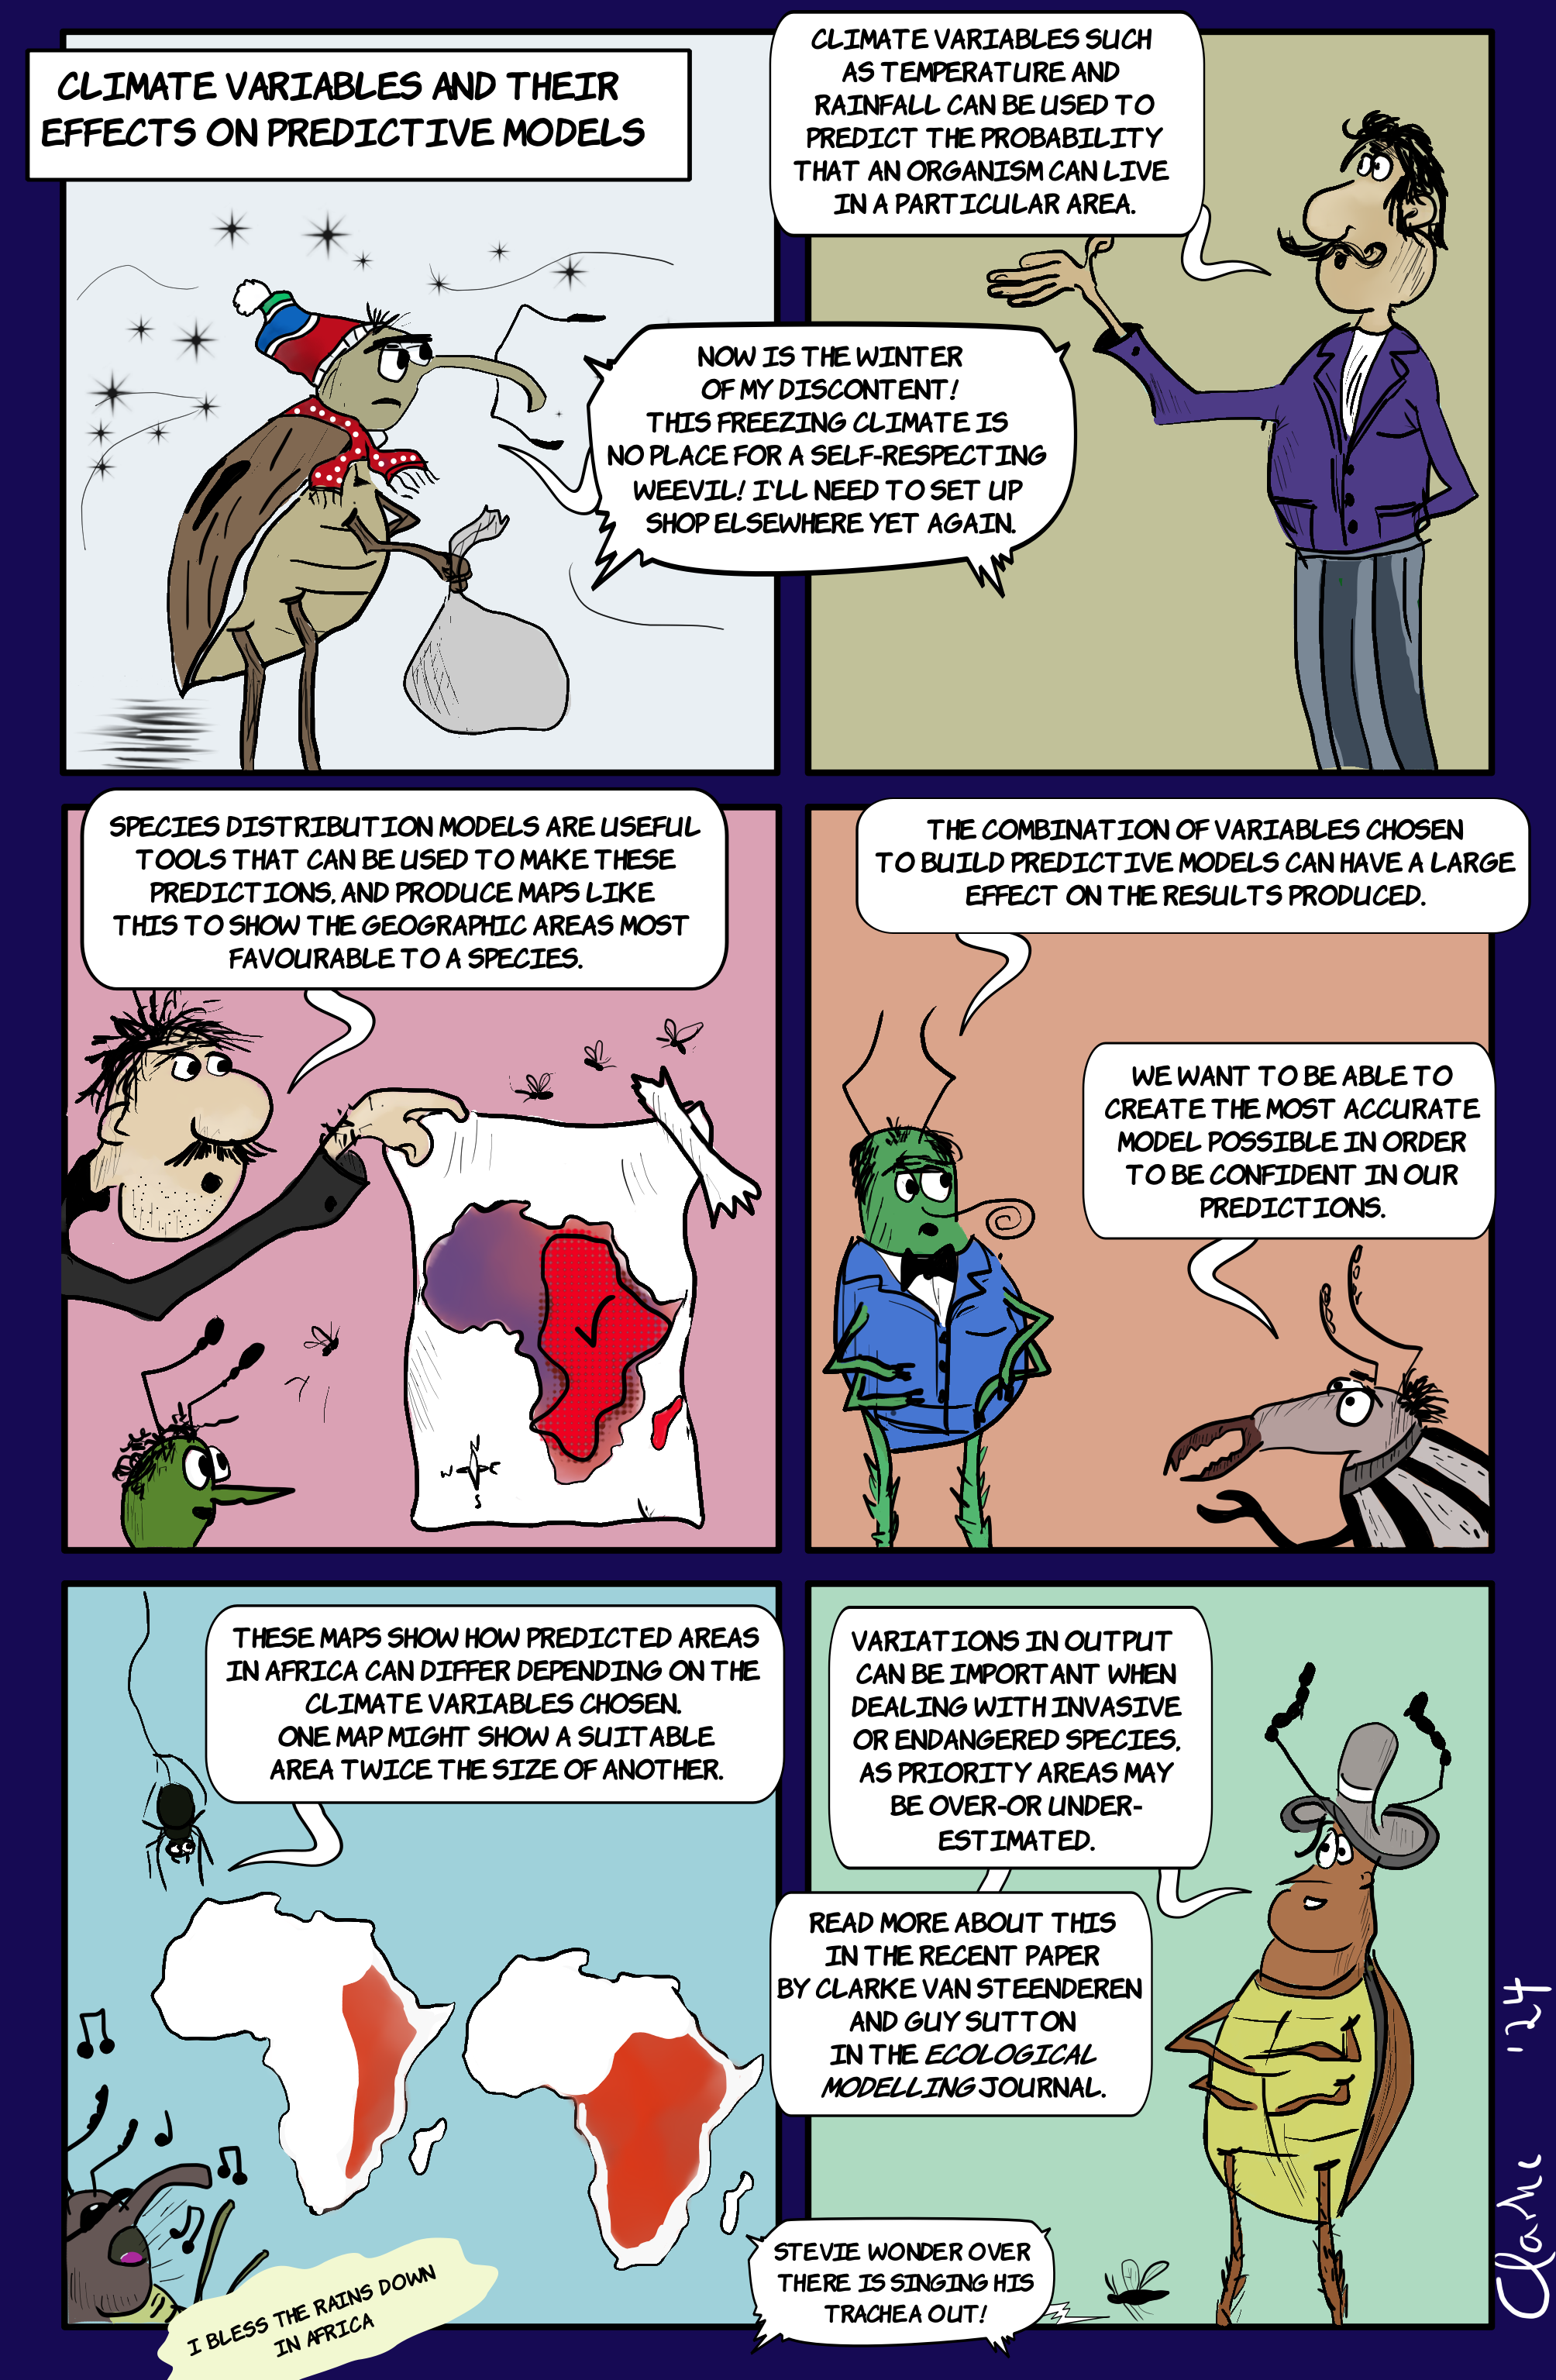 CLIMATE VARIABLES AND THEIR
EFFECTS ON PREDICTIVE MODELS
NOW IS THE WINTER
OF MY DISCONTENT!
THIS FREEZING CLIMATE IS
NO PLACE FOR A SELF-RESPECTING
WEEVIL! I'LL NEED TO SET UP
SHOP ELSEWHERE YET AGAIN.
CLIMATE VARIABLES SUCH
AS TEMPERATURE AND
RAINFALL CAN BE USED TO
PREDICT THE PROBABILITY
THAT AN ORGANISM CAN LIVE
IN A PARTICULAR AREA.
SPECIES DISTRIBUTION MODELS ARE USEFUL
TOOLS THAT CAN BE USED TO MAKE THESE
PREDICTIONS, AND PRODUCE MAPS LIKE
THIS TO SHOW THE GEOGRAPHIC AREAS MOST
FAVOURABLE TO A SPECIES.
N
W E
S
THE COMBINATION OF VARIABLES CHOSEN
TO BUILD PREDICTIVE MODELS CAN HAVE A LARGE
EFFECT ON THE RESULTS PRODUCED.
WE WANT TO BE ABLE TO
CREATE THE MOST ACCURATE
MODEL POSSIBLE IN ORDER
TO BE CONFIDENT IN OUR
PREDICTIONS.
THESE MAPS SHOW HOW PREDICTED AREAS
IN AFRICA CAN DIFFER DEPENDING ON THE
CLIMATE VARIABLES CHOSEN.
ONE MAP MIGHT SHOW A SUITABLE
AREA TWICE THE SIZE OF ANOTHER.
I BLESS THE RAINS DOWN
IN AFRICA
VARIATIONS IN OUTPUT
CAN BE IMPORTANT WHEN
DEALING WITH INVASIVE
OR ENDANGERED SPECIES,
AS PRIORITY AREAS MAY
BE OVER-OR UNDER-
ESTIMATED.
READ MORE ABOUT THIS
IN THE RECENT PAPER
BY CLARKE VAN STEENDEREN
AND GUY SUTTON
IN THE ECOLOGICAL
MODELLING JOURNAL.
STEVIE WONDER OVER
THERE IS SINGING HIS
TRACHEA OUT!
Clarke '24